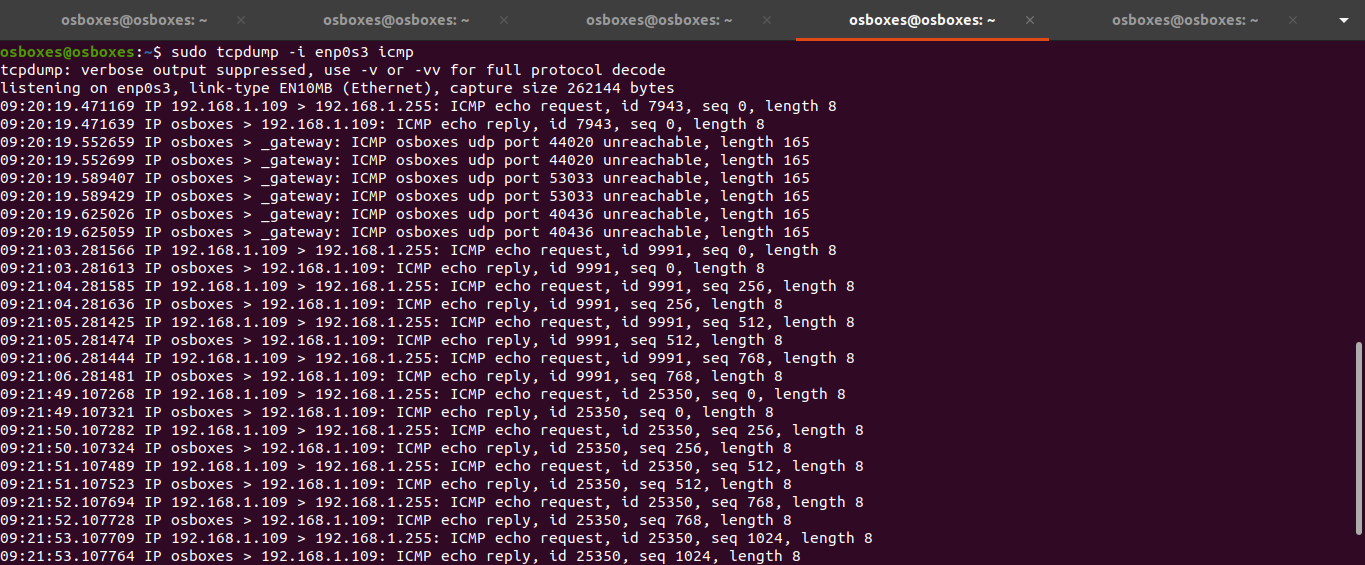 osboxes@osboxes: ~ × osboxes@osboxes: ~ × osboxes@osboxes: ~ × osboxes@osboxes: ~ × osboxes@osboxes: ~ ×
osboxes@osboxes:~$ sudo tcpdump -i enp0s3 icmp
tcpdump: verbose output suppressed, use -v or -vv for full protocol decode
listening on enp0s3, link-type EN10MB (Ethernet), capture size 262144 bytes
09:20:19.471169 IP 192.168.1.109 > 192.168.1.255: ICMP echo request, id 7943, seq 0, length 8
09:20:19.471639 IP osboxes > 192.168.1.109: ICMP echo reply, id 7943, seq 0, length 8
09:20:19.552659 IP osboxes > _gateway: ICMP osboxes udp port 44020 unreachable, length 165
09:20:19.552699 IP osboxes > _gateway: ICMP osboxes udp port 44020 unreachable, length 165
09:20:19.589407 IP osboxes > _gateway: ICMP osboxes udp port 53033 unreachable, length 165
09:20:19.589429 IP osboxes > _gateway: ICMP osboxes udp port 53033 unreachable, length 165
09:20:19.625026 IP osboxes > _gateway: ICMP osboxes udp port 40436 unreachable, length 165
09:20:19.625059 IP osboxes > _gateway: ICMP osboxes udp port 40436 unreachable, length 165
09:21:03.281566 IP 192.168.1.109 > 192.168.1.255: ICMP echo request, id 9991, seq 0, length 8
09:21:03.281613 IP osboxes > 192.168.1.109: ICMP echo reply, id 9991, seq 0, length 8
09:21:04.281585 IP 192.168.1.109 > 192.168.1.255: ICMP echo request, id 9991, seq 256, length 8
09:21:04.281636 IP osboxes > 192.168.1.109: ICMP echo reply, id 9991, seq 256, length 8
09:21:05.281425 IP 192.168.1.109 > 192.168.1.255: ICMP echo request, id 9991, seq 512, length 8
09:21:05.281474 IP osboxes > 192.168.1.109: ICMP echo reply, id 9991, seq 512, length 8
09:21:06.281444 IP 192.168.1.109 > 192.168.1.255: ICMP echo request, id 9991, seq 768, length 8
09:21:06.281481 IP osboxes > 192.168.1.109: ICMP echo reply, id 9991, seq 768, length 8
09:21:49.107268 IP 192.168.1.109 > 192.168.1.255: ICMP echo request, id 25350, seq 0, length 8
09:21:49.107321 IP osboxes > 192.168.1.109: ICMP echo reply, id 25350, seq 0, length 8
09:21:50.107282 IP 192.168.1.109 > 192.168.1.255: ICMP echo request, id 25350, seq 256, length 8
09:21:50.107324 IP osboxes > 192.168.1.109: ICMP echo reply, id 25350, seq 256, length 8
09:21:51.107489 IP 192.168.1.109 > 192.168.1.255: ICMP echo request, id 25350, seq 512, length 8
09:21:51.107523 IP osboxes > 192.168.1.109: ICMP echo reply, id 25350, seq 512, length 8
09:21:52.107694 IP 192.168.1.109 > 192.168.1.255: ICMP echo request, id 25350, seq 768, length 8
09:21:52.107728 IP osboxes > 192.168.1.109: ICMP echo reply, id 25350, seq 768, length 8
09:21:53.107709 IP 192.168.1.109 > 192.168.1.255: ICMP echo request, id 25350, seq 1024, length 8
09:21:53.107764 IP osboxes > 192.168.1.109: ICMP echo reply, id 25350, seq 1024, length 8